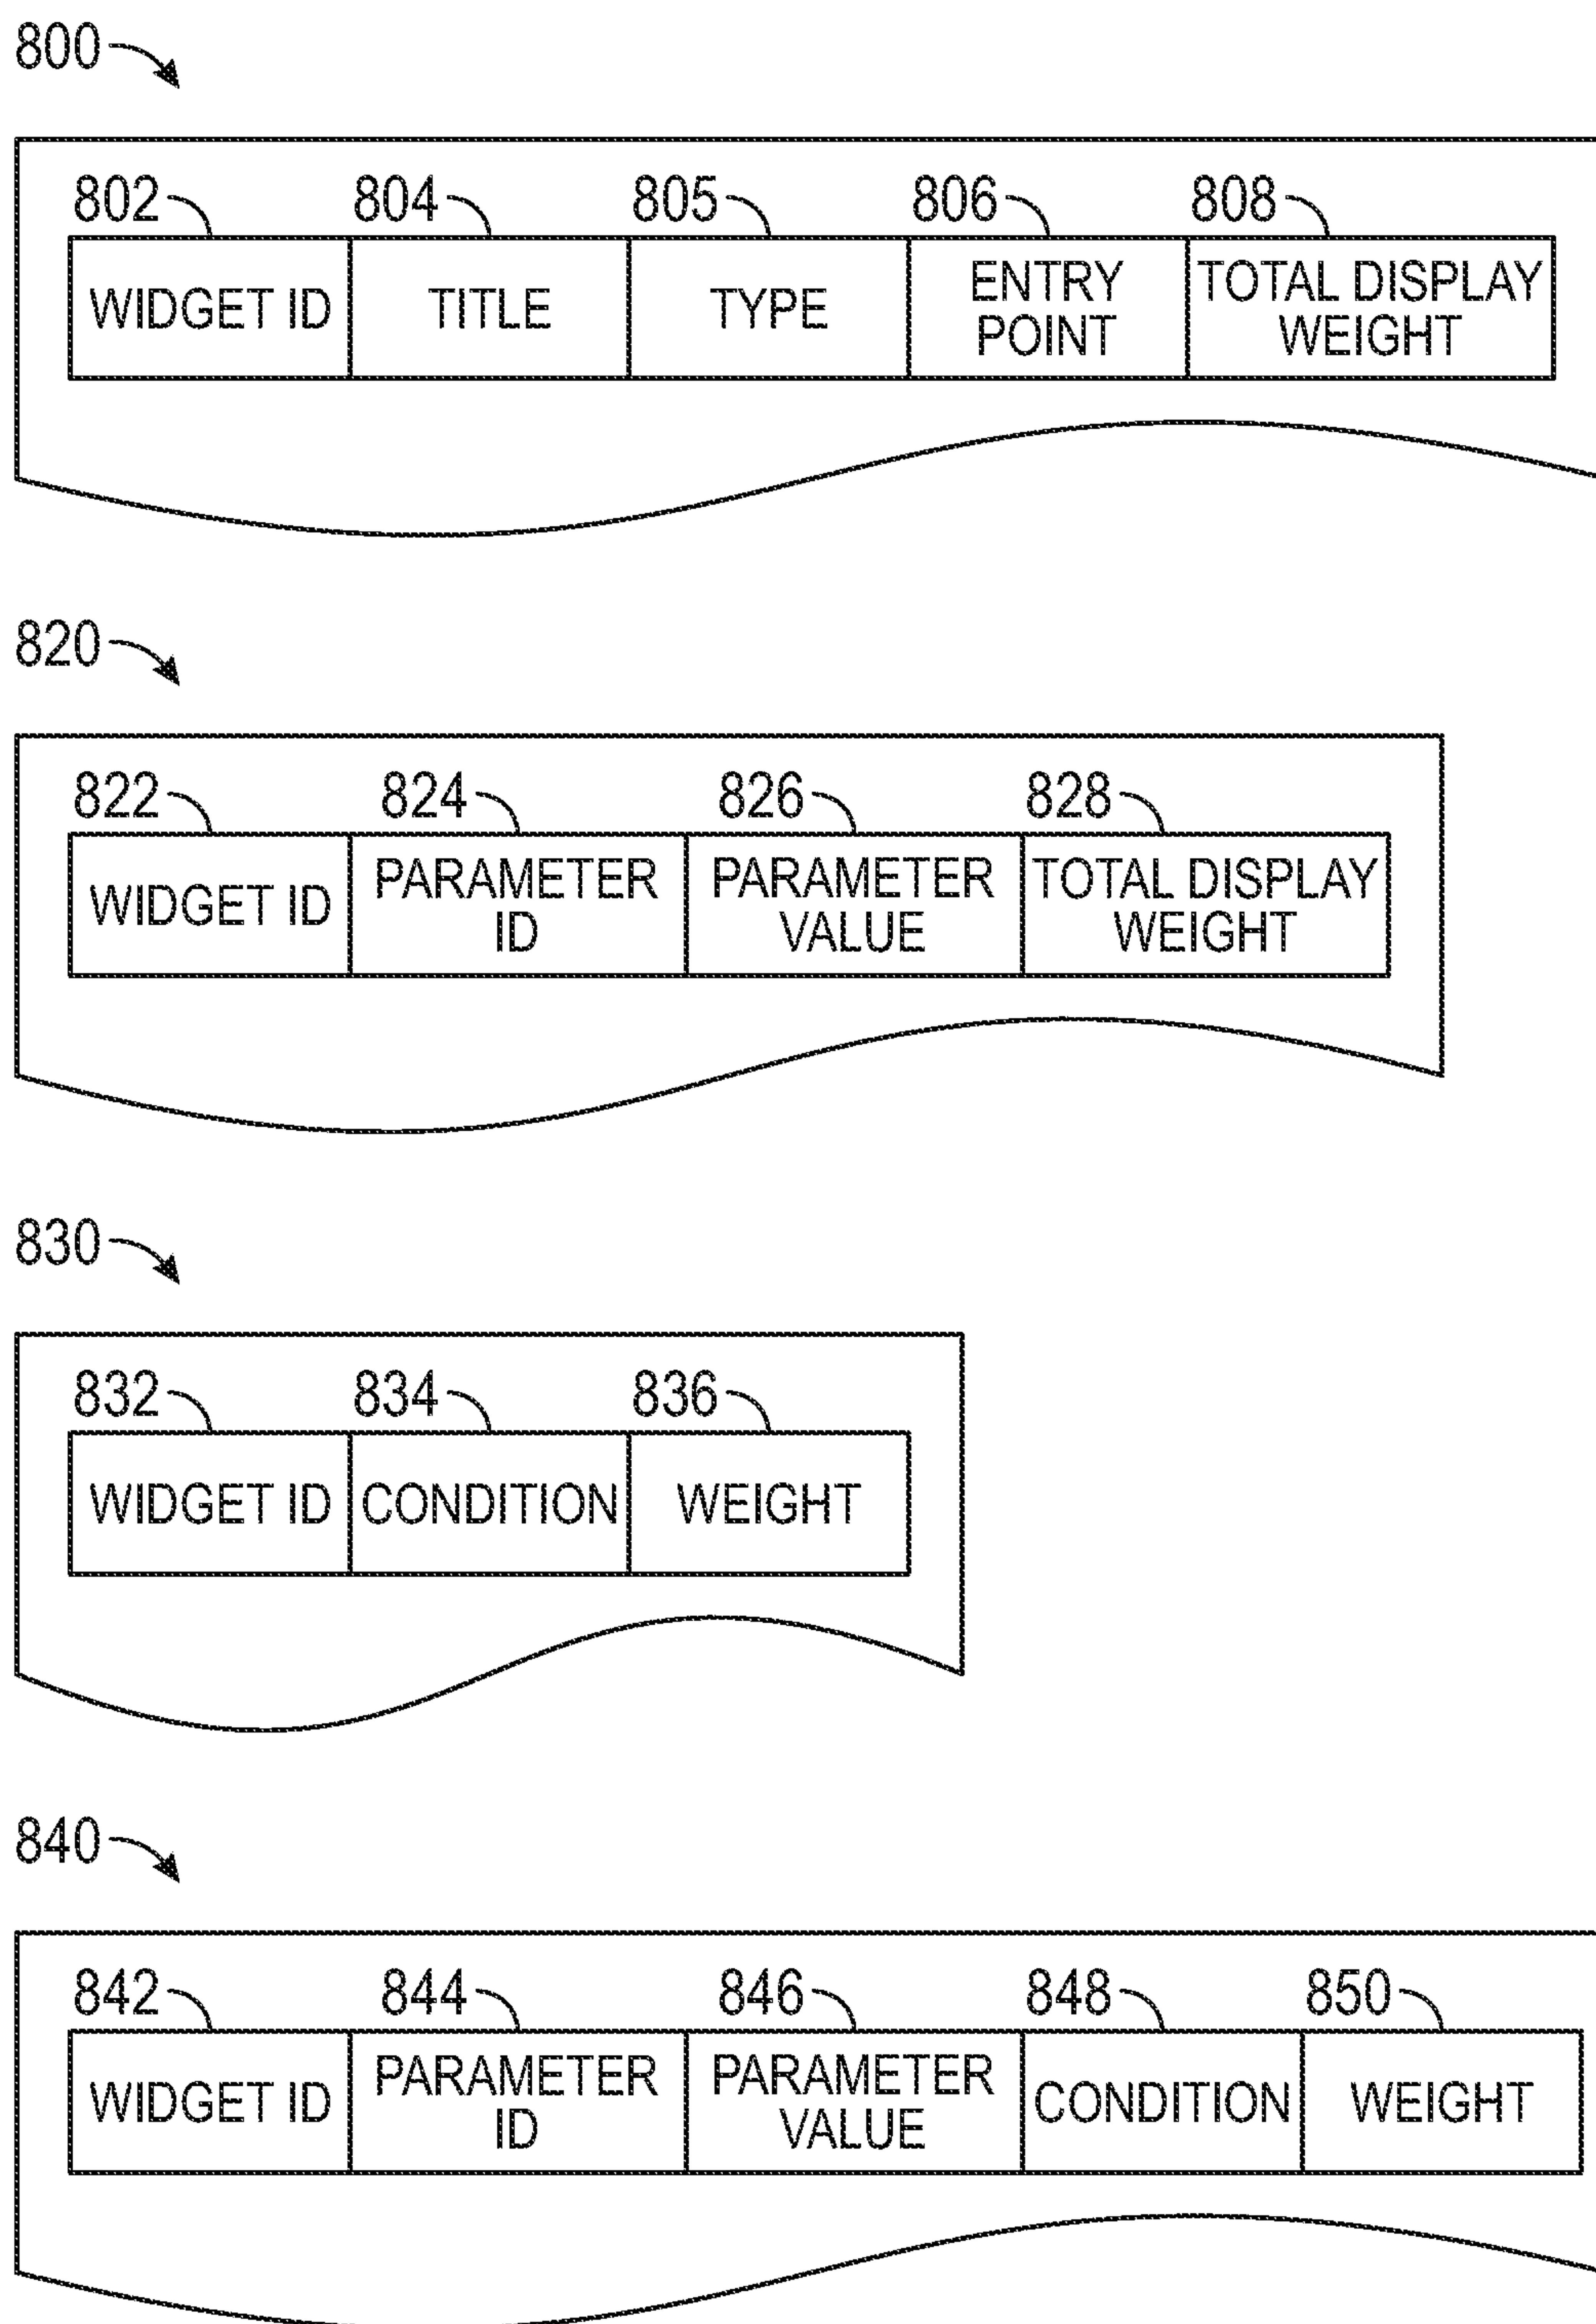 800
802 804 805 806 808
WIDGET ID TITLE TYPE ENTRY POINT TOTAL DISPLAY WEIGHT
820
822 824 826 828
WIDGET ID PARAMETER ID PARAMETER VALUE TOTAL DISPLAY WEIGHT
830
832 834 836
WIDGET ID CONDITION WEIGHT
840
842 844 846 848 850
WIDGET ID PARAMETER ID PARAMETER VALUE CONDITION WEIGHT